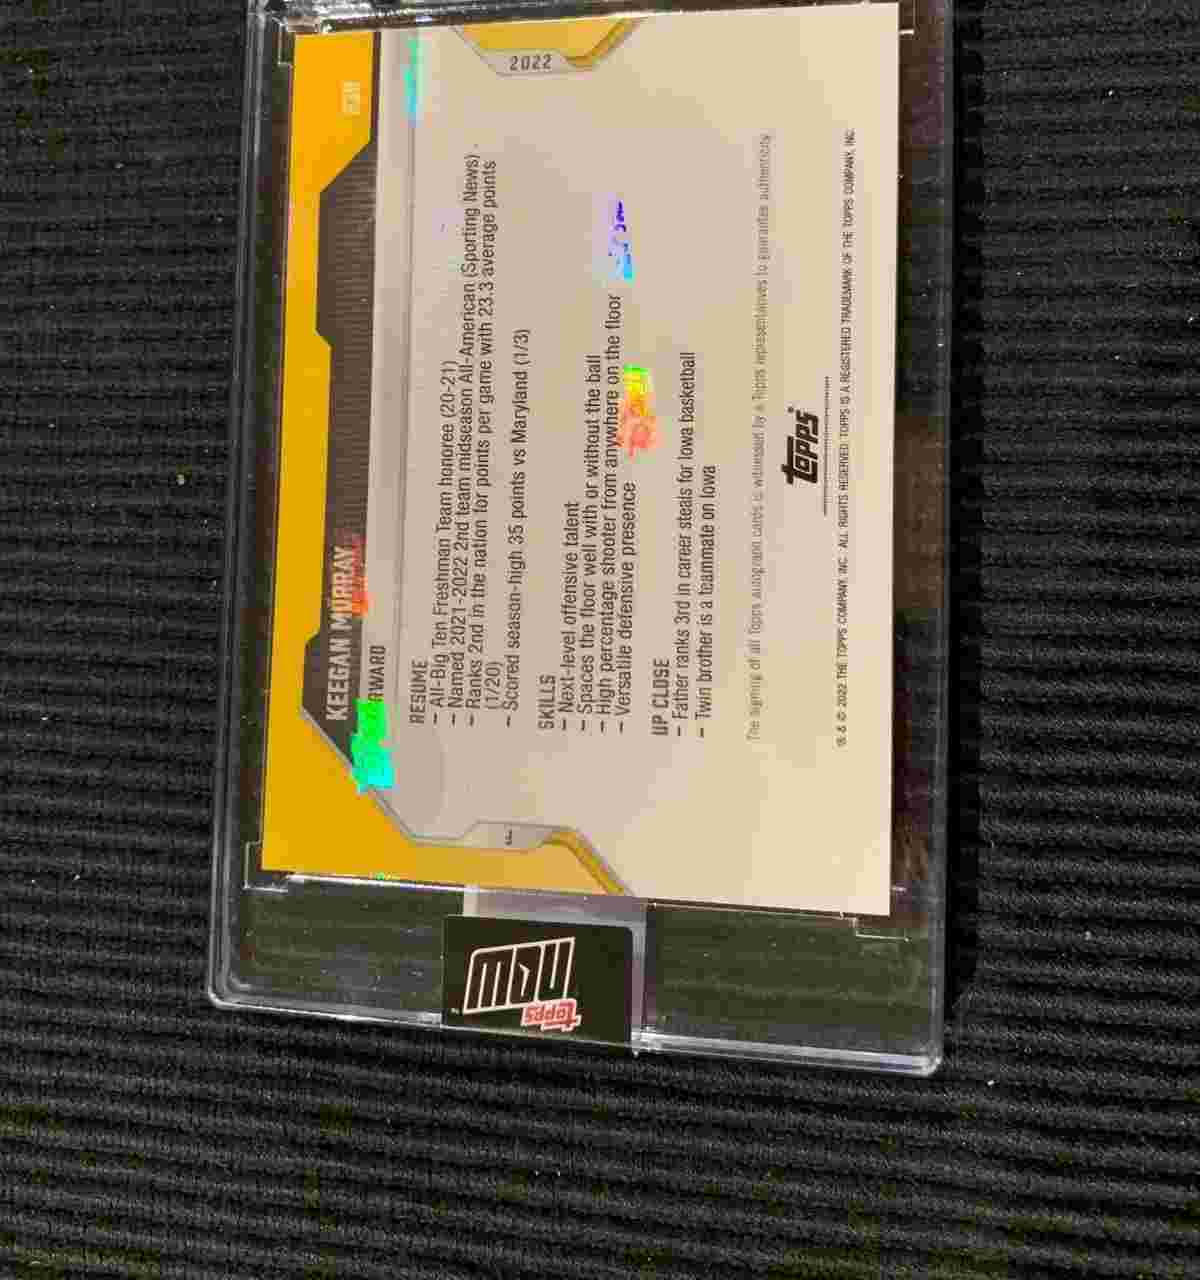 2022
KEEGAN MURRAY
RESUME
– All-Big Ten Freshman Team honoree (20-21)
– Named 2021-2022 2nd team midseason All-American (Sporting News)
– Ranks 2nd in the nation for points per game with 23.3 average points
(1/20)
– Scored season-high 35 points vs Maryland (1/3)
SKILLS
– Next-level offensive talent
– Spaces the floor well with or without the ball
– High percentage shooter from anywhere on the floor
– Versatile defensive presence
UP CLOSE
– Father ranks 3rd in career steals for Iowa basketball
– Twin brother is a teammate on Iowa
The signing of all Topps autograph cards is witnessed by a Topps representatives to guarantee authenticity.
topps
® & © 2022 THE TOPPS COMPANY, INC. ALL RIGHTS RESERVED. TOPPS IS A REGISTERED TRADEMARK OF THE TOPPS COMPANY, INC.
topps
NOW